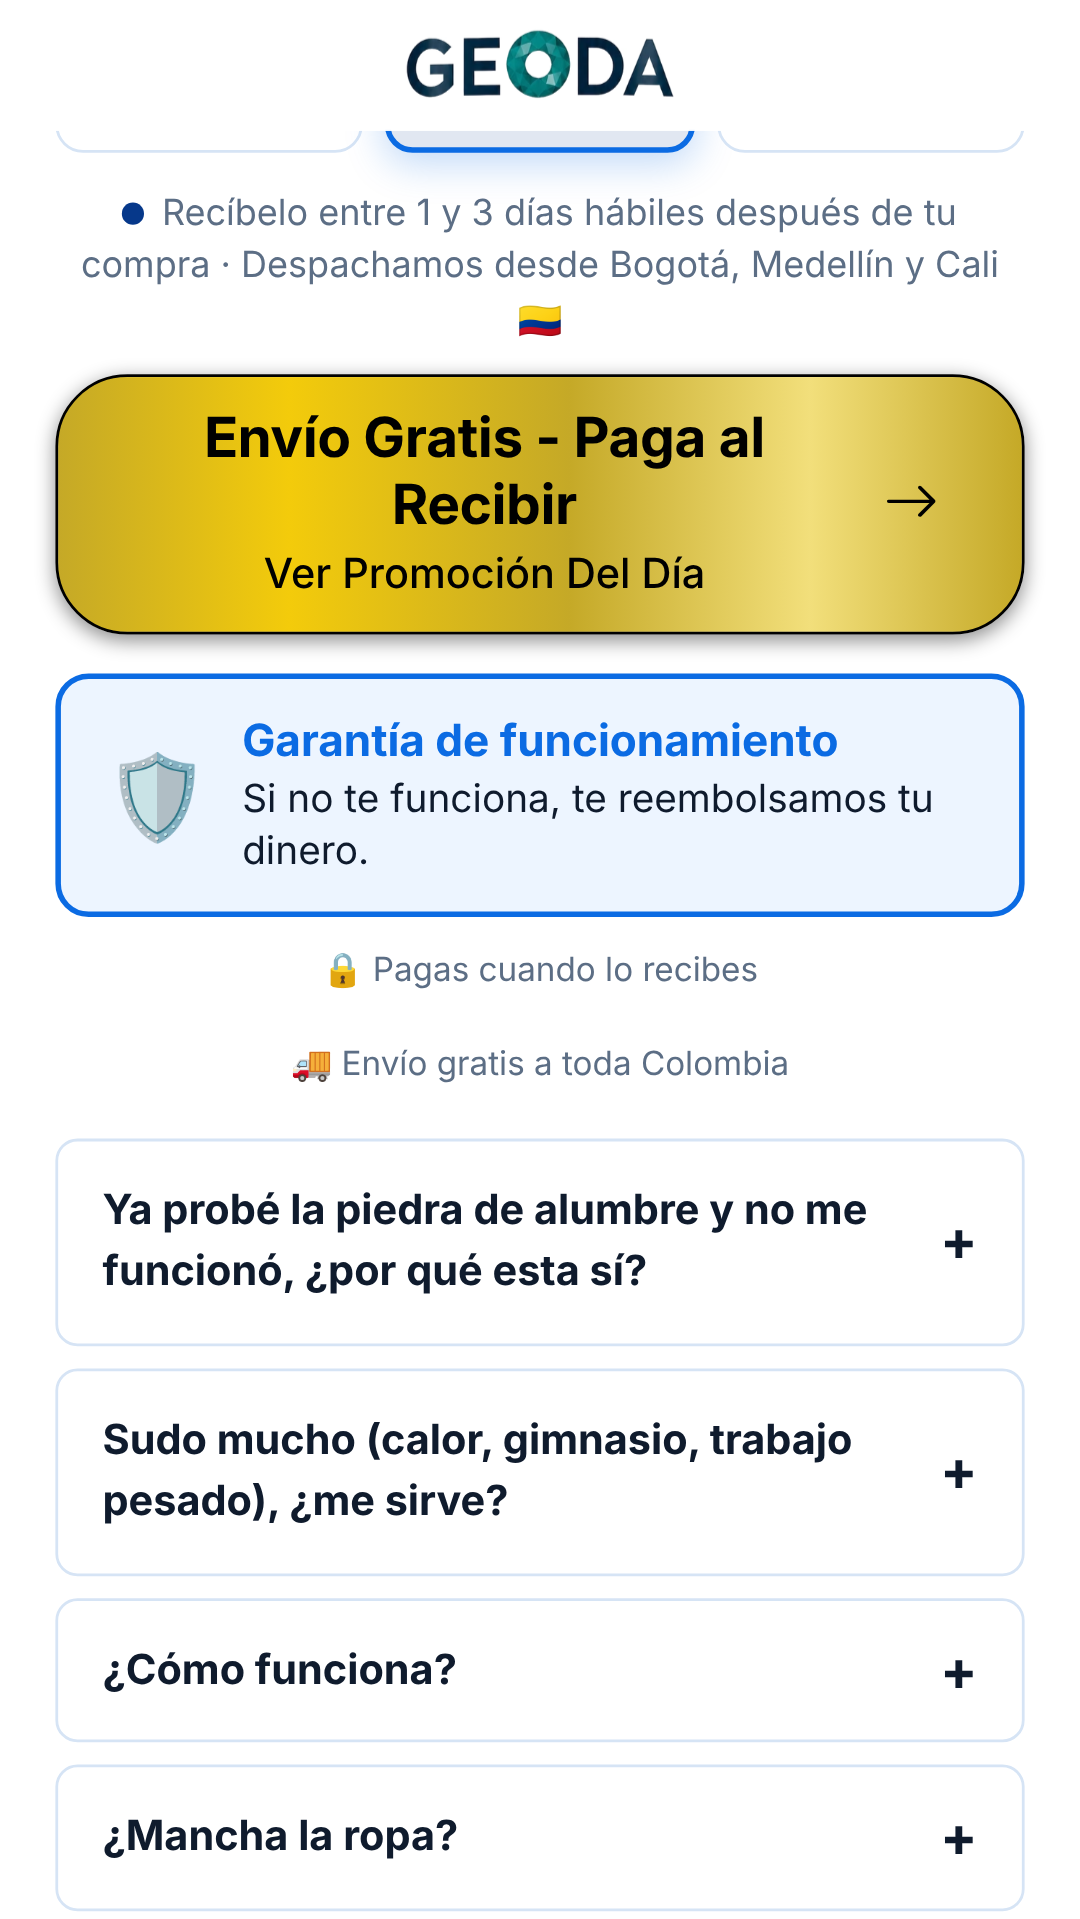 GEODA
Recíbelo entre 1 y 3 días hábiles después de tu
compra · Despachamos desde Bogotá, Medellín y Cali
Envío Gratis - Paga al
Recibir
Ver Promoción Del Día
Garantía de funcionamiento
Si no te funciona, te reembolsamos tu
dinero.
Pagas cuando lo recibes
Envío gratis a toda Colombia
Ya probé la piedra de alumbre y no me
funcionó, ¿por qué esta sí?
Sudo mucho (calor, gimnasio, trabajo
pesado), ¿me sirve?
¿Cómo funciona?
¿Mancha la ropa?